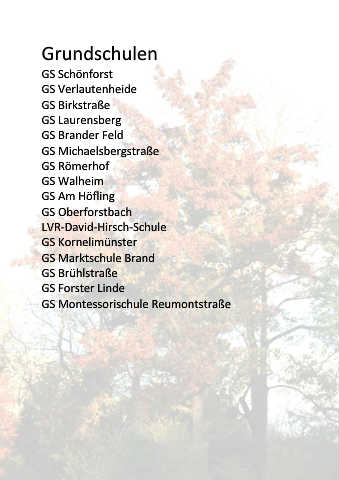 Grundschulen
GS Schönforst
GS Verlautenheide
GS Birkstraße
GS Laurensberg
GS Brander Feld
GS Michaelsbergstraße
GS Römerhof
GS Walheim
GS Am Höfling
GS Oberforstbach
LVR-David-Hirsch-Schule
GS Kornelimünster
GS Marktschule Brand
GS Brühlstraße
GS Forster Linde
GS Montessorischule Reumontstraße